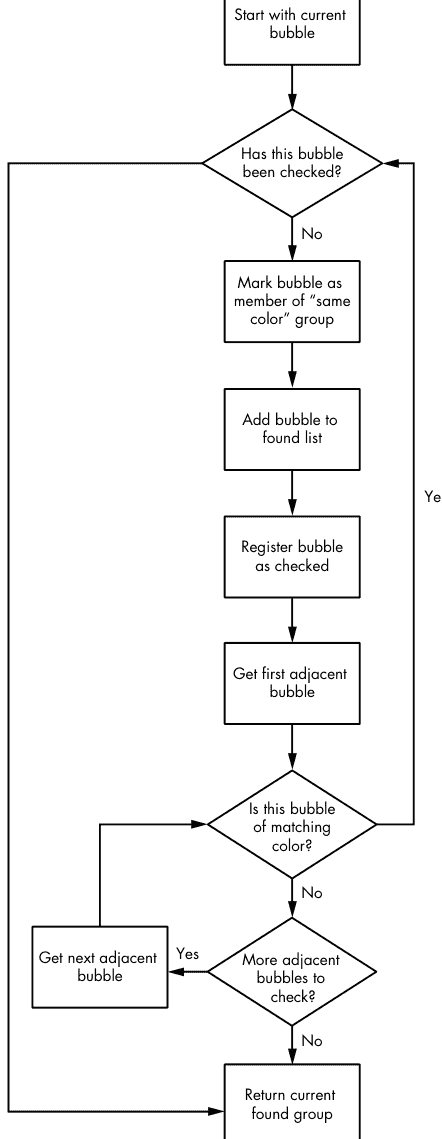 Start with current
bubble
Has this bubble
been checked?
No
Mark bubble as
member of “same
color” group
Add bubble to
found list
Ye
Register bubble
as checked
Get first adjacent
bubble
Is this bubble
of matching
color?
No
Get next adjacent
bubble
Yes
More adjacent
bubbles to
check?
No
Return current
found group